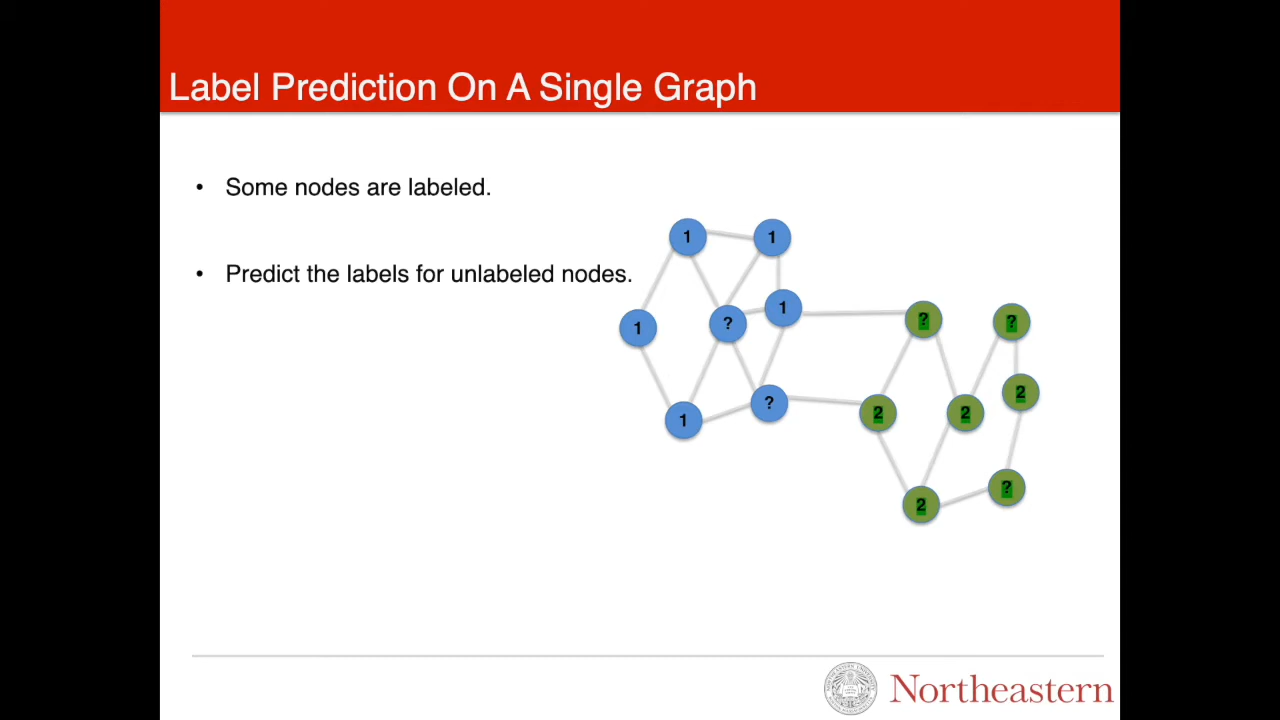 Label Prediction On A Single Graph
• Some nodes are labeled.
• Predict the labels for unlabeled nodes.
1 1
1 ? 1
1 ?
? ?
2 2 2
2 ?
Northeastern